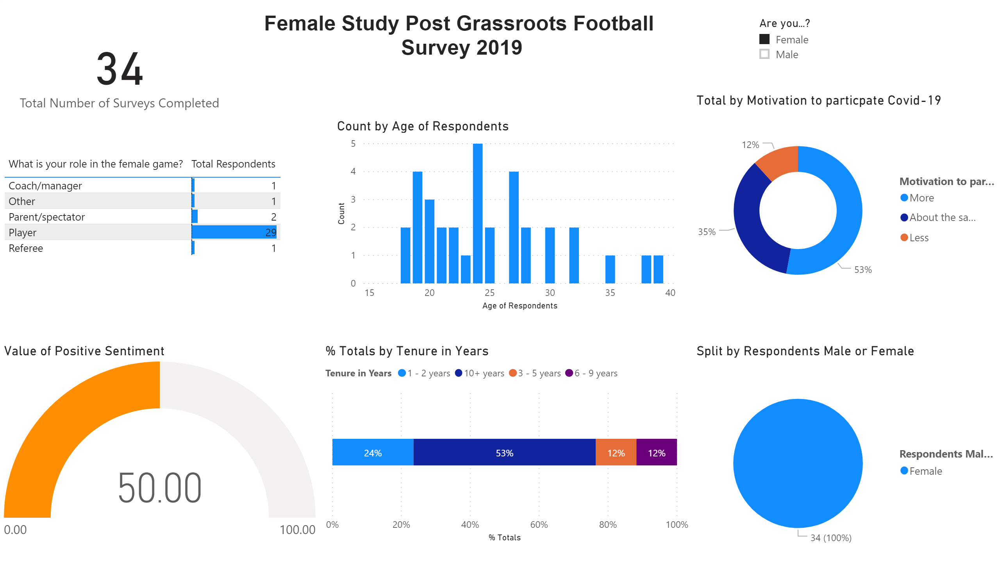 Female Study Post Grassroots Football
Survey 2019
Are you...?
Female
Male
34
Total Number of Surveys Completed
What is your role in the female game? Total Respondents
Coach/manager 1
Other 1
Parent/spectator 2
Player 29
Referee 1
Count by Age of Respondents
5
4
3
2
1
0
Count
15 20 25 30 35 40
Age of Respondents
Total by Motivation to particpate Covid-19
12%
35%
53%
Motivation to par...
More
About the sa...
Less
Value of Positive Sentiment
50.00
0.00 100.00
% Totals by Tenure in Years
Tenure in Years 1 - 2 years 10+ years 3 - 5 years 6 - 9 years
24% 53% 12% 12%
0% 20% 40% 60% 80% 100%
% Totals
Split by Respondents Male or Female
Respondents Mal...
Female
34 (100%)